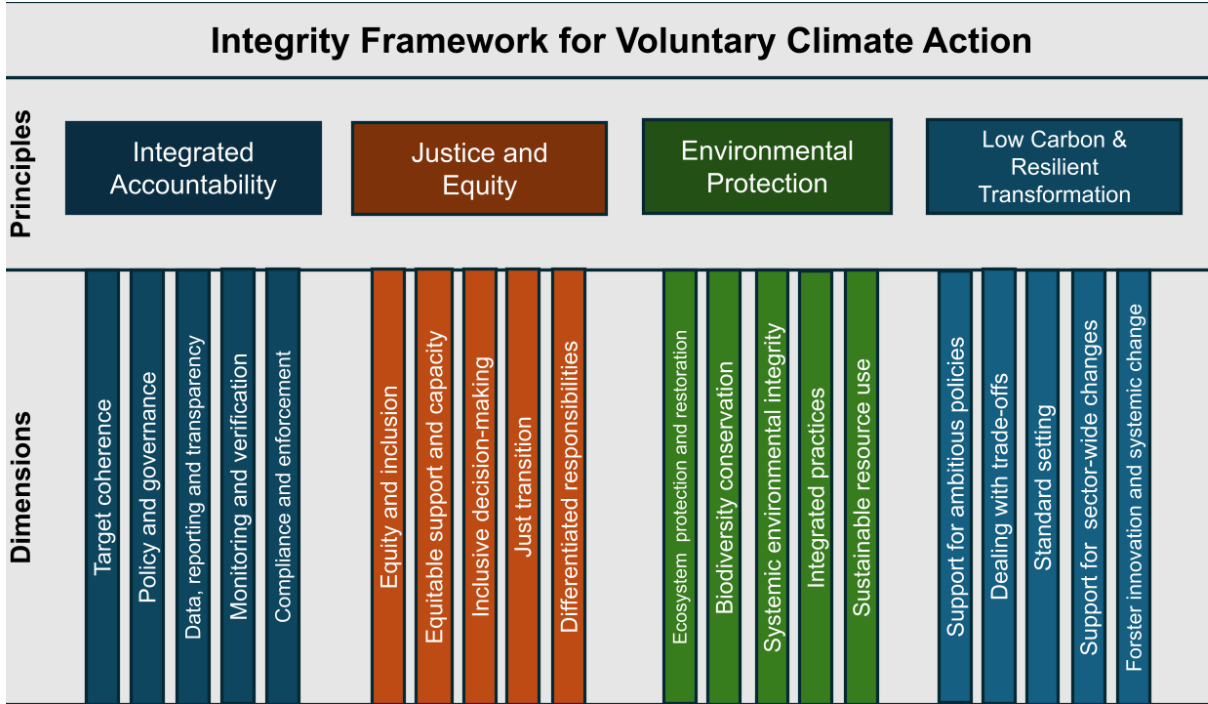 Integrity Framework for Voluntary Climate Action
Principles
Integrated
Accountability
Justice and
Equity
Environmental
Protection
Low Carbon &
Resilient
Transformation
Dimensions
Target coherence
Policy and governance
Data, reporting and transparency
Monitoring and verification
Compliance and enforcement
Equity and inclusion
Equitable support and capacity
Inclusive decision-making
Just transition
Differentiated responsibilities
Ecosystem protection and restoration
Biodiversity conservation
Systemic environmental integrity
Integrated practices
Sustainable resource use
Support for ambitious policies
Dealing with trade-offs
Standard setting
Support for sector-wide changes
Forster innovation and systemic change